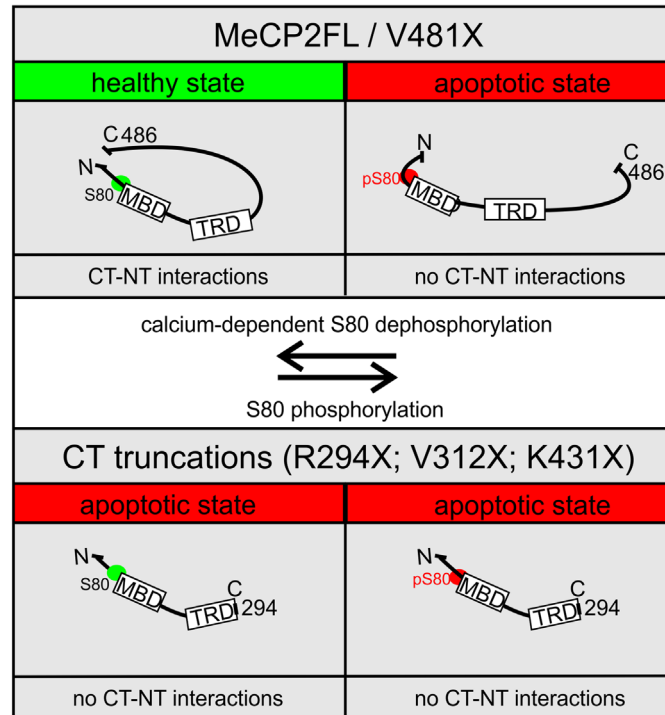 MeCP2FL / V481X
healthy state
apoptotic state
C 486
N
S80
MBD
TRD
N
C
486
pS80
MBD
TRD
CT-NT interactions
no CT-NT interactions
calcium-dependent S80 dephosphorylation
S80 phosphorylation
CT truncations (R294X; V312X; K431X)
apoptotic state
apoptotic state
N
S80
MBD
C
TRD
294
N
pS80
MBD
C
TRD
294
no CT-NT interactions
no CT-NT interactions